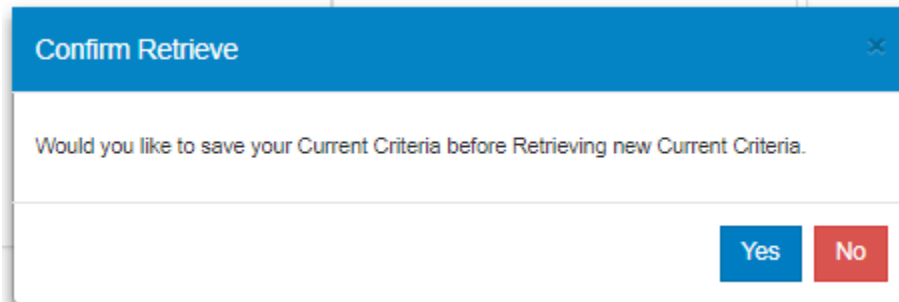 Confirm Retrieve
×
Would you like to save your Current Criteria before Retrieving new Current Criteria.
Yes No